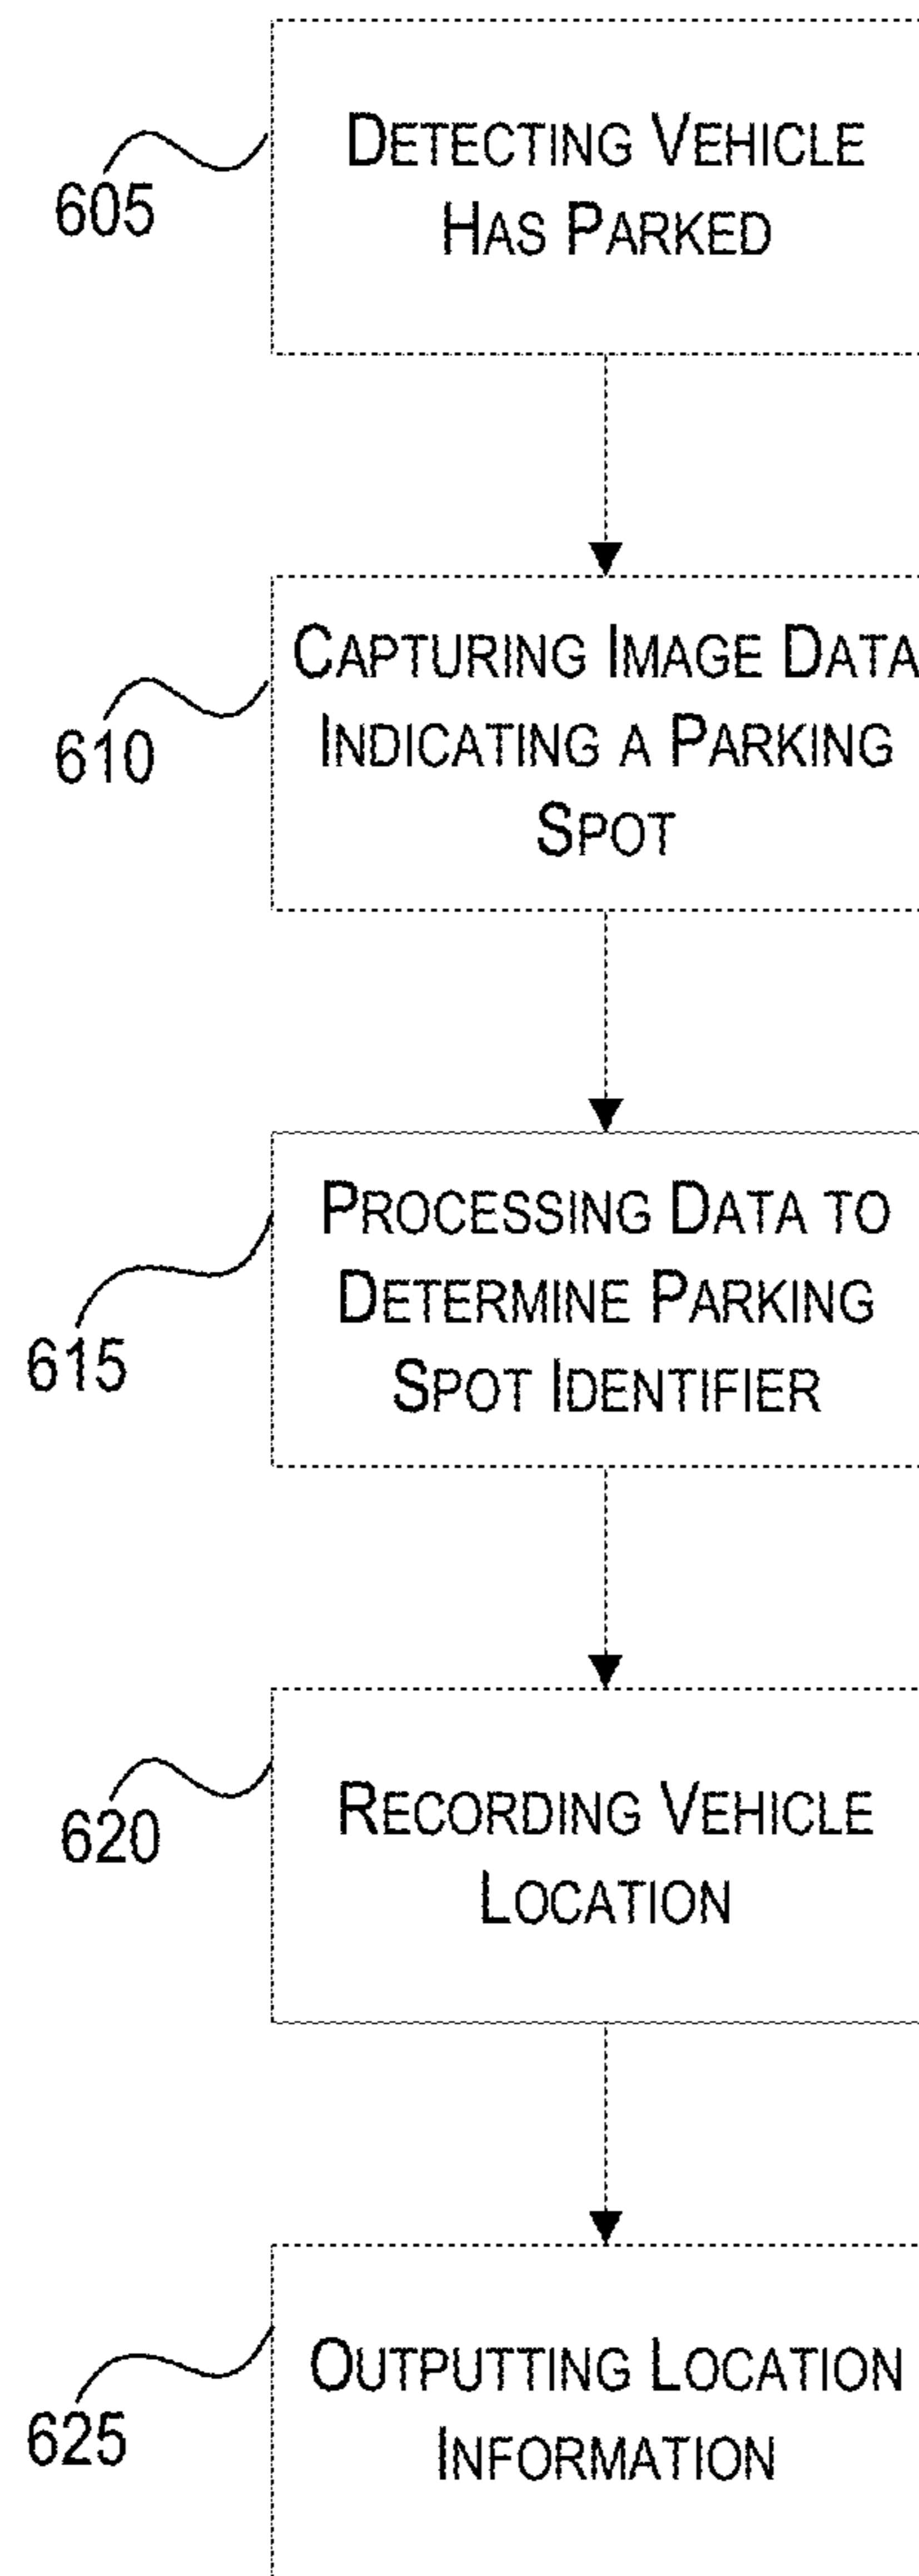 DETECTING VEHICLE
HAS PARKED
605
CAPTURING IMAGE DATA
INDICATING A PARKING
SPOT
610
PROCESSING DATA TO
DETERMINE PARKING
SPOT IDENTIFIER
615
RECORDING VEHICLE
LOCATION
620
OUTPUTTING LOCATION
INFORMATION
625